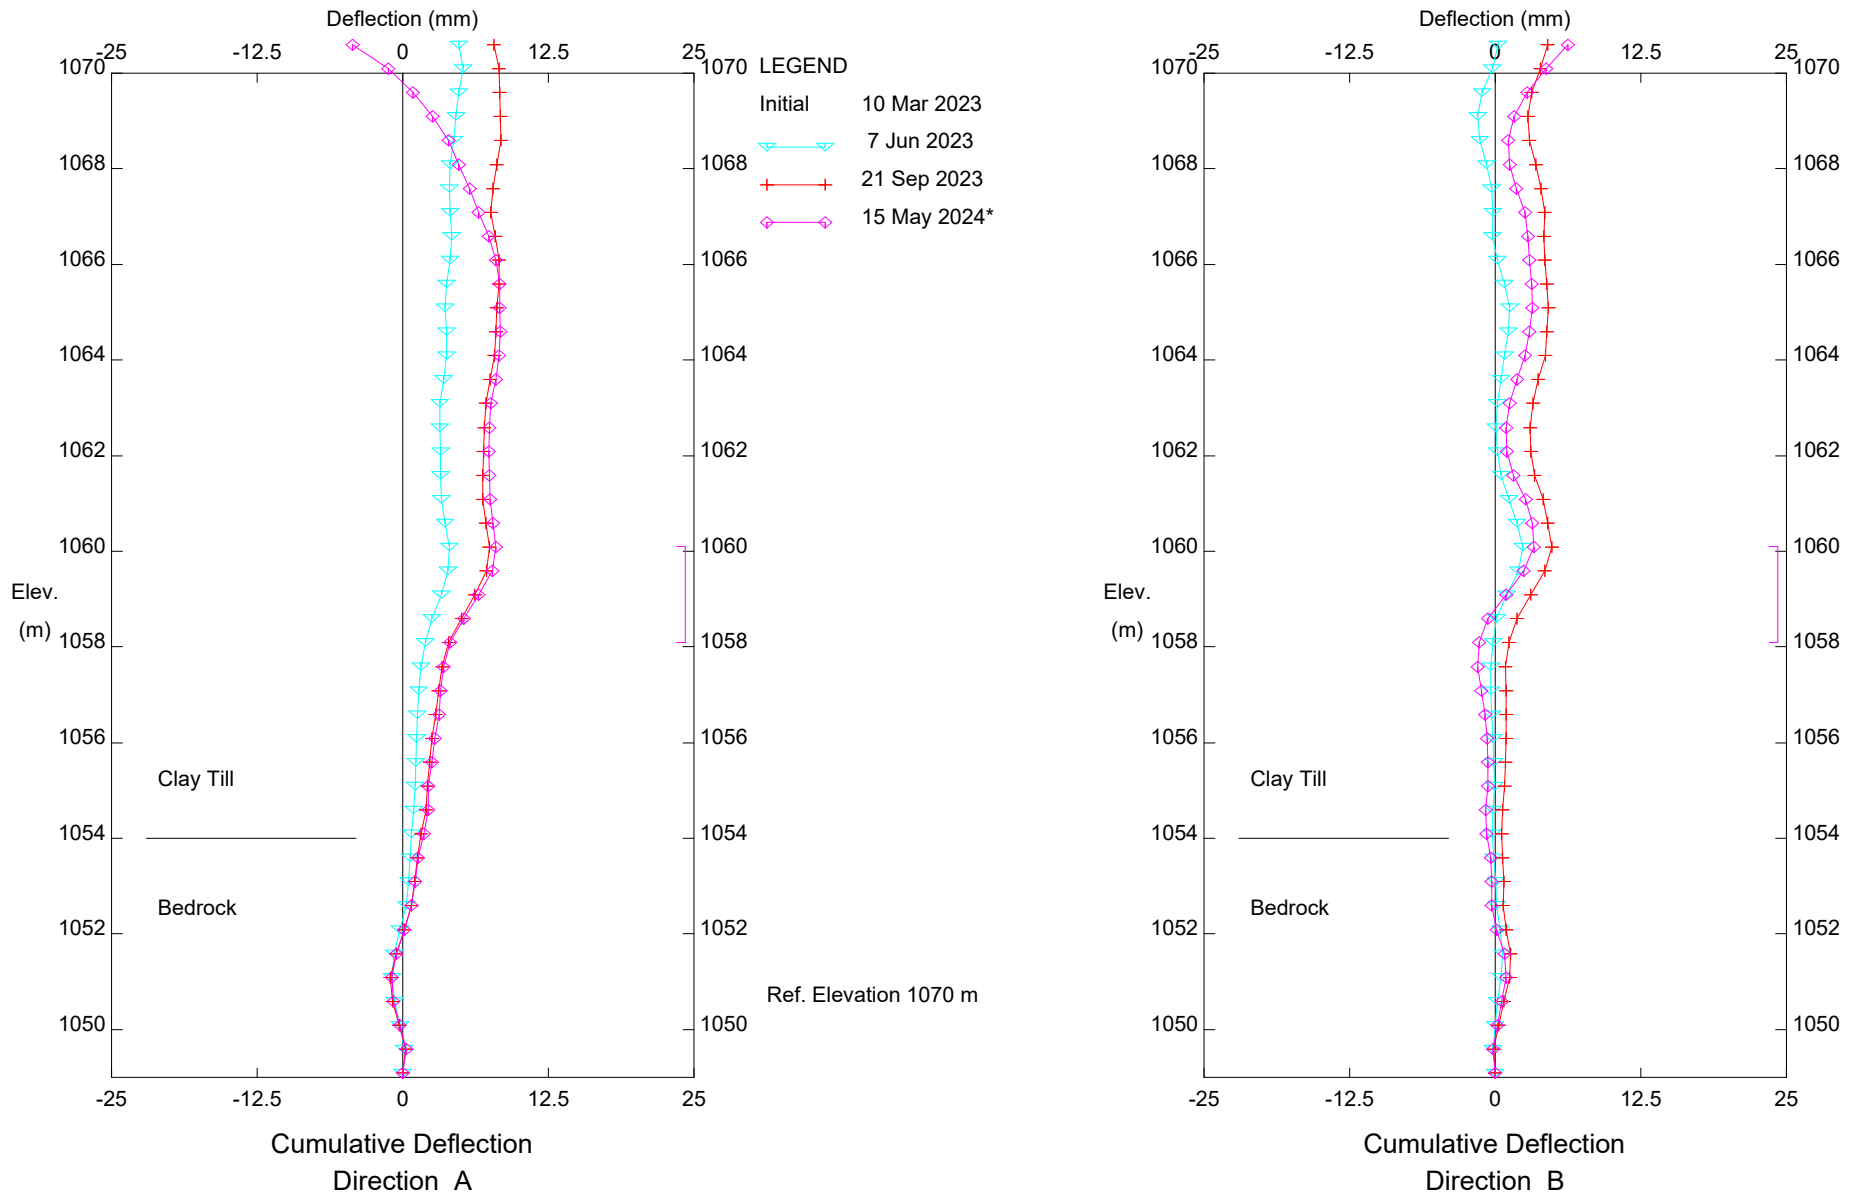 Deflection (mm)
-25 -12.5 0 12.5 25
1070 1070
1068 1068
1066 1066
1064 1064
1062 1062
1060 1060
Elev.
(m)
1058 1058
1056 1056
Clay Till
1054 1054
Bedrock
1052 1052
1050 1050
-25 -12.5 0 12.5 25
Cumulative Deflection
Direction A
LEGEND
Initial 10 Mar 2023
7 Jun 2023
21 Sep 2023
15 May 2024*
Ref. Elevation 1070 m
Deflection (mm)
-25 -12.5 0 12.5 25
1070 1070
1068 1068
1066 1066
1064 1064
1062 1062
1060 1060
Elev.
(m)
1058 1058
1056 1056
Clay Till
1054 1054
Bedrock
1052 1052
1050 1050
-25 -12.5 0 12.5 25
Cumulative Deflection
Direction B